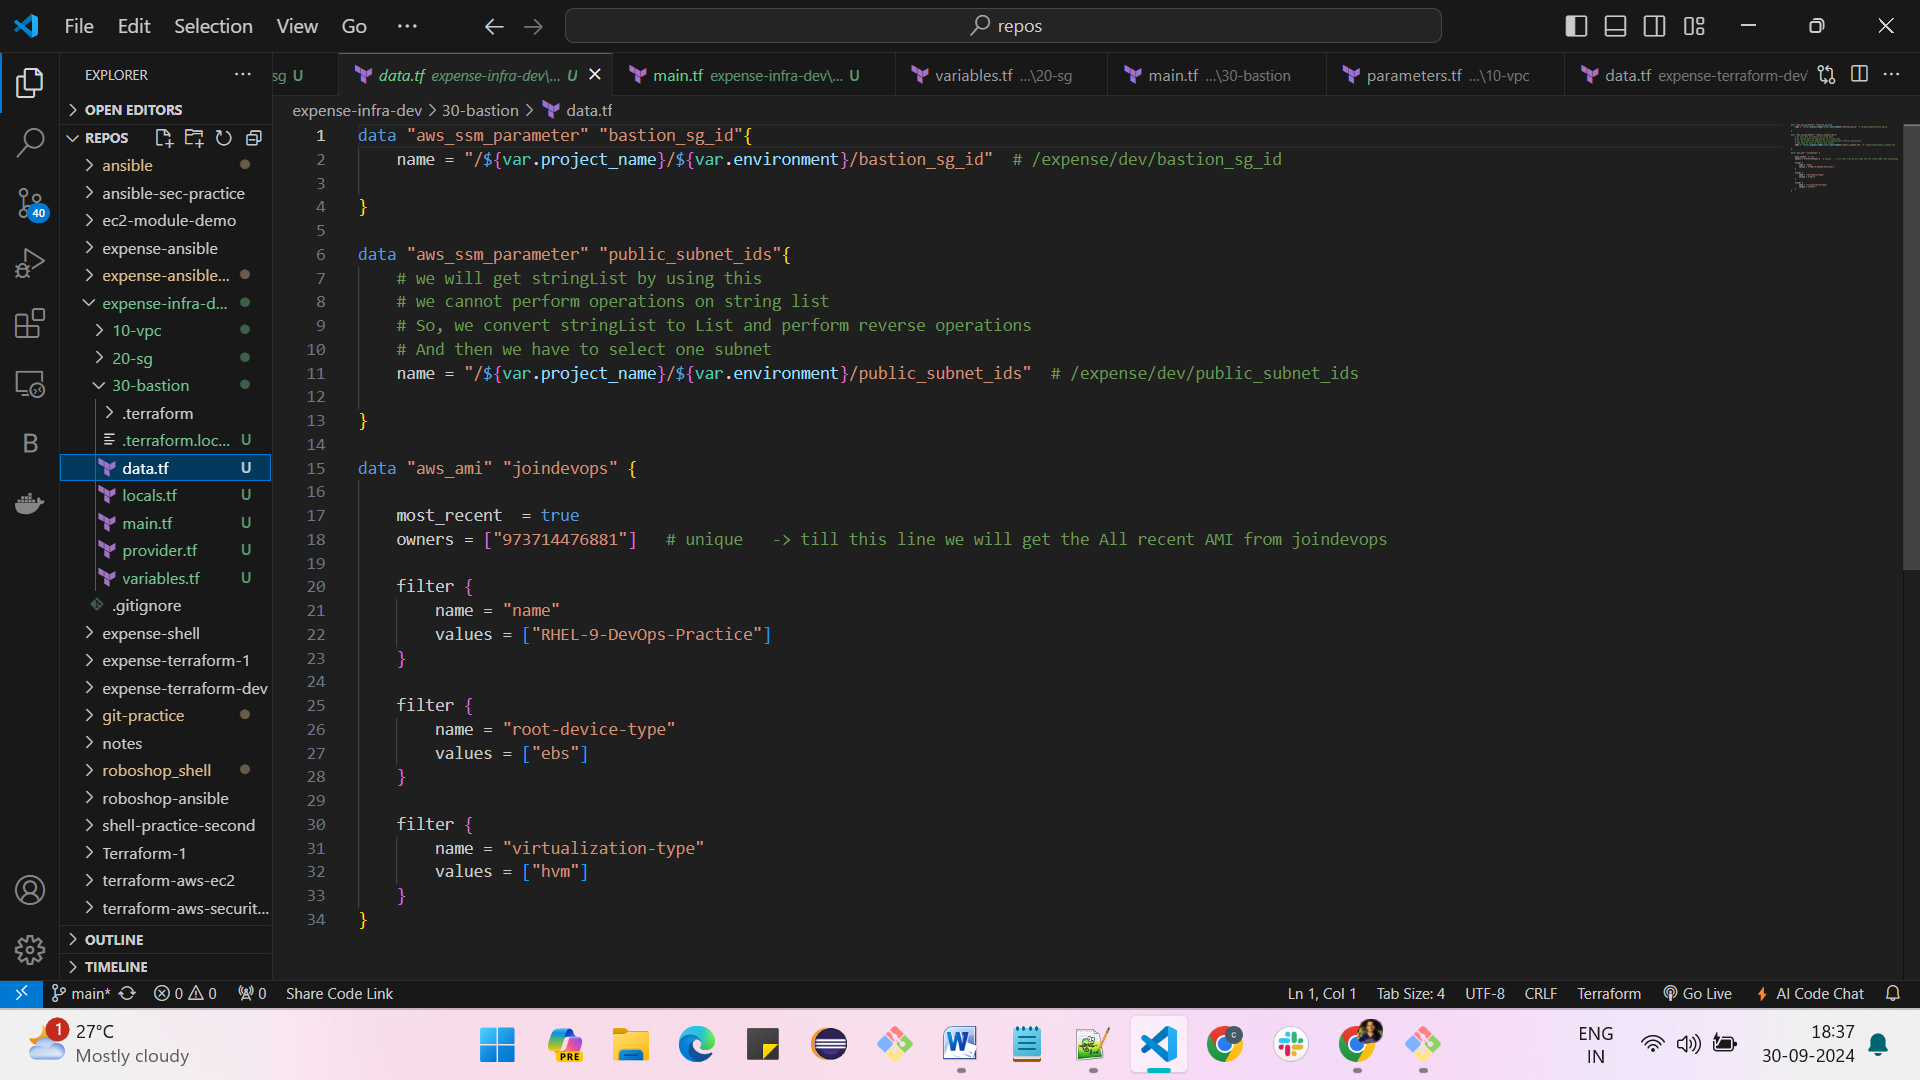 File Edit Selection View Go ···
repos
EXPLORER ···
sg U
data.tf expense-infra-dev\... U
main.tf expense-infra-dev\... U
variables.tf ...\20-sg
main.tf ...\30-bastion
parameters.tf ...\10-vpc
data.tf expense-terraform-dev
expense-infra-dev > 30-bastion > data.tf
OPEN EDITORS
REPOS
ansible
ansible-sec-practice
ec2-module-demo
expense-ansible
expense-ansible...
expense-infra-d...
10-vpc
20-sg
30-bastion
.terraform
.terraform.loc... U
data.tf U
locals.tf U
main.tf U
provider.tf U
variables.tf U
.gitignore
expense-shell
expense-terraform-1
expense-terraform-dev
git-practice
notes
roboshop_shell
roboshop-ansible
shell-practice-second
Terraform-1
terraform-aws-ec2
terraform-aws-securit...
OUTLINE
TIMELINE
40
B
1 data "aws_ssm_parameter" "bastion_sg_id"{
2 name = "/${var.project_name}/${var.environment}/bastion_sg_id" # /expense/dev/bastion_sg_id
3
4 }
5
6 data "aws_ssm_parameter" "public_subnet_ids"{
7 # we will get stringList by using this
8 # we cannot perform operations on string list
9 # So, we convert stringList to List and perform reverse operations
10 # And then we have to select one subnet
11 name = "/${var.project_name}/${var.environment}/public_subnet_ids" # /expense/dev/public_subnet_ids
12
13 }
14
15 data "aws_ami" "joindevops" {
16
17 most_recent = true
18 owners = ["973714476881"] # unique -> till this line we will get the All recent AMI from joindevops
19
20 filter {
21 name = "name"
22 values = ["RHEL-9-DevOps-Practice"]
23 }
24
25 filter {
26 name = "root-device-type"
27 values = ["ebs"]
28 }
29
30 filter {
31 name = "virtualization-type"
32 values = ["hvm"]
33 }
34 }
main* 0 0 0 Share Code Link
Ln 1, Col 1 Tab Size: 4 UTF-8 CRLF Terraform Go Live AI Code Chat
1
27°C
Mostly cloudy
PRE
ENG
IN
18:37
30-09-2024